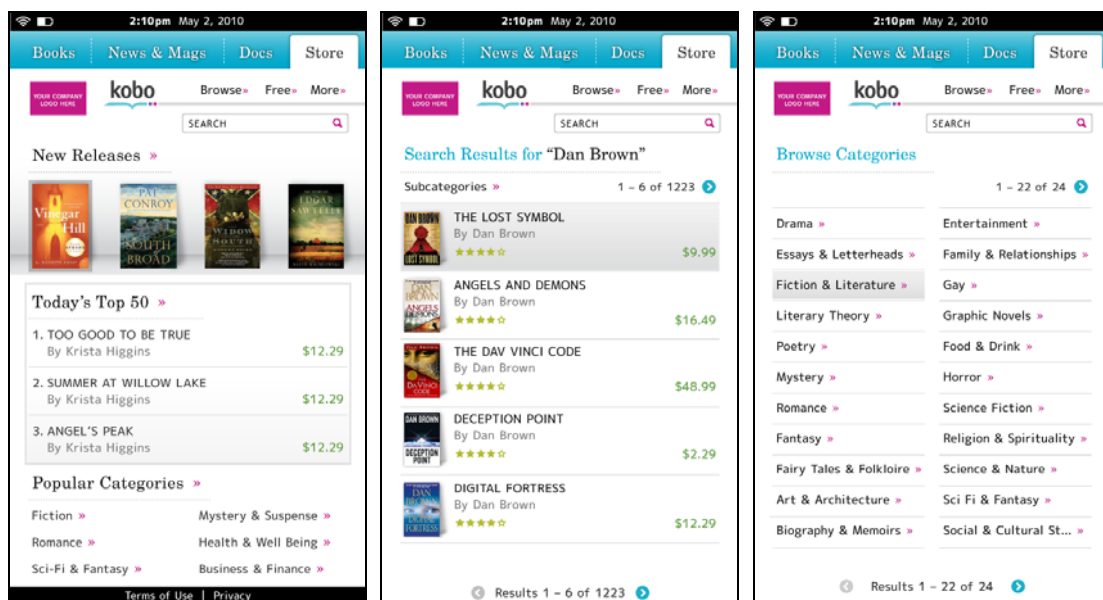 2:10pm May 2, 2010
Books News & Mags Docs Store
YOUR COMPANY
LOGO HERE
kobo
Browse» Free» More»
SEARCH
New Releases »
Vinegar
Hill
PAT
CONROY
SOUTH
BROAD
WIDOW
OF THE
SOUTH
EDGAR
SAWTELLE
Today's Top 50 »
1. TOO GOOD TO BE TRUE
By Krista Higgins $12.29
2. SUMMER AT WILLOW LAKE
By Krista Higgins $12.29
3. ANGEL'S PEAK
By Krista Higgins $12.29
Popular Categories »
Fiction » Mystery & Suspense »
Romance » Health & Well Being »
Sci-Fi & Fantasy » Business & Finance »
Terms of Use | Privacy
2:10pm May 2, 2010
Books News & Mags Docs Store
YOUR COMPANY
LOGO HERE
kobo
Browse» Free» More»
SEARCH
Search Results for “Dan Brown”
Subcategories » 1 – 6 of 1223
DAN BROWN
LOST SYMBOL
THE LOST SYMBOL
By Dan Brown
$9.99
DAN
BROWN
ANGELS
DEMONS
ANGELS AND DEMONS
By Dan Brown
$16.49
THE
DAVINCI
CODE
THE DAV VINCI CODE
By Dan Brown
$48.99
DAN BROWN
DECEPTION
POINT
DECEPTION POINT
By Dan Brown
$2.29
DAN
BROWN
DIGITAL
FORTRESS
DIGITAL FORTRESS
By Dan Brown
$12.29
Results 1 – 6 of 1223
2:10pm May 2, 2010
Books News & Mags Docs Store
YOUR COMPANY
LOGO HERE
kobo
Browse» Free» More»
SEARCH
Browse Categories
1 – 22 of 24
Drama » Entertainment »
Essays & Letterheads » Family & Relationships »
Fiction & Literature » Gay »
Literary Theory » Graphic Novels »
Poetry » Food & Drink »
Mystery » Horror »
Romance » Science Fiction »
Fantasy » Religion & Spirituality »
Fairy Tales & Folkloire » Science & Nature »
Art & Architecture » Sci Fi & Fantasy »
Biography & Memoirs » Social & Cultural St... »
Results 1 – 22 of 24